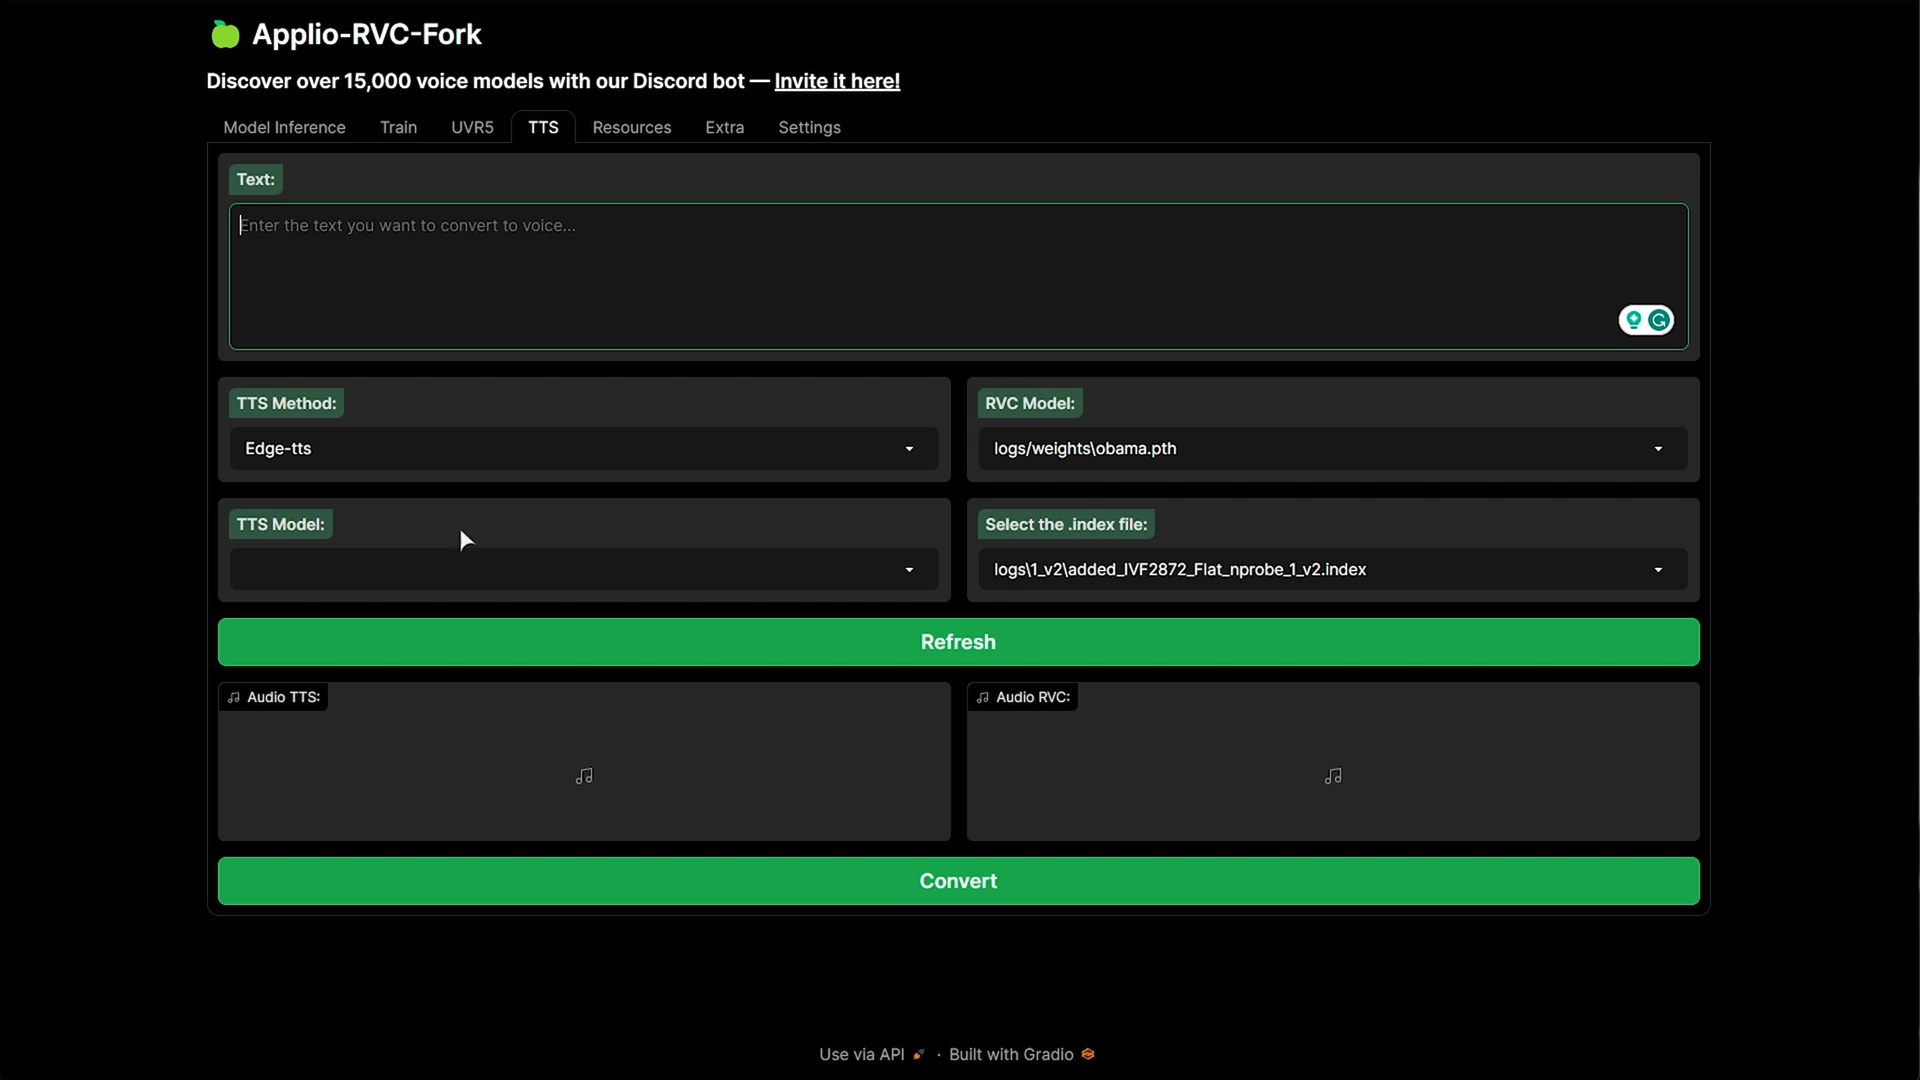 Applio-RVC-Fork
Discover over 15,000 voice models with our Discord bot — Invite it here!
Model Inference Train UVR5 TTS Resources Extra Settings
Text:
Enter the text you want to convert to voice...
TTS Method:
Edge-tts
RVC Model:
logs/weights\obama.pth
TTS Model:
Select the .index file:
logs\1_v2\added_IVF2872_Flat_nprobe_1_v2.index
Refresh
Audio TTS:
Audio RVC:
Convert
Use via API · Built with Gradio